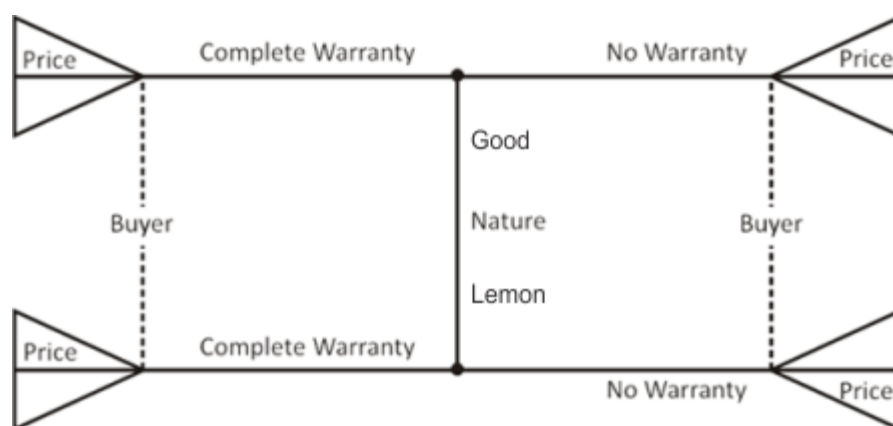 Price Complete Warranty No Warranty Price
Good
Buyer Nature Buyer
Lemon
Price Complete Warranty
No Warranty Price